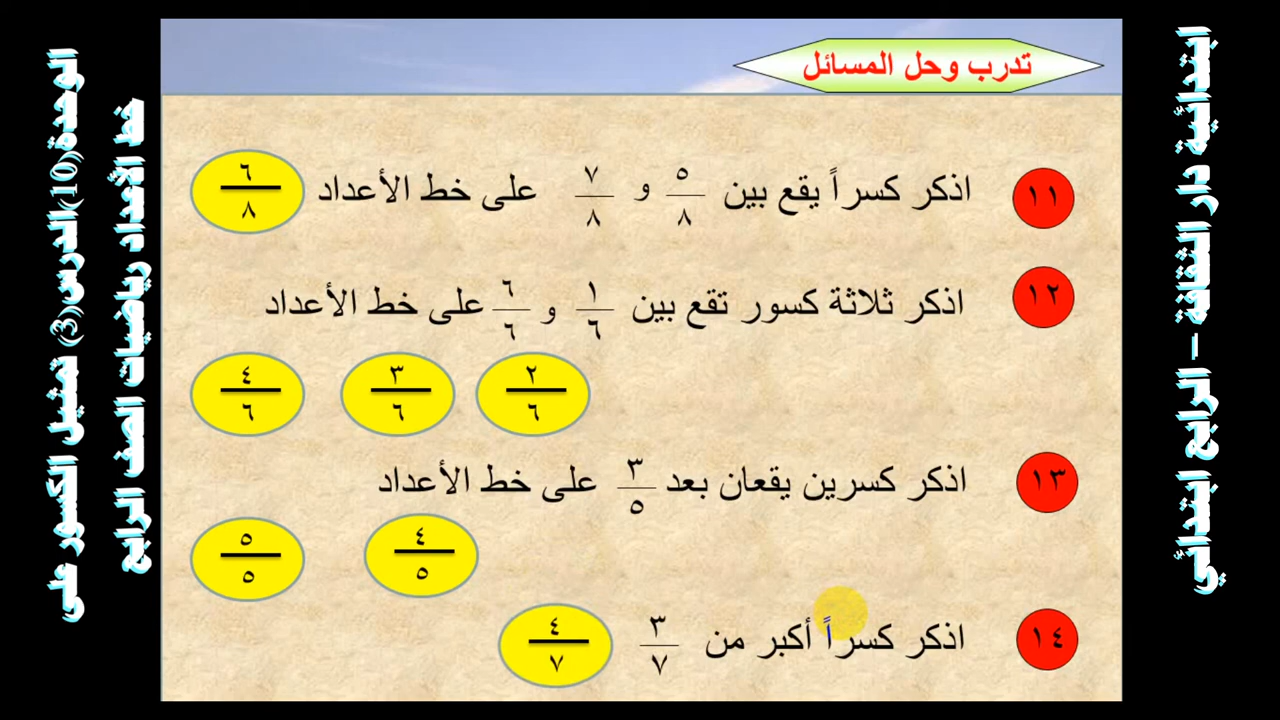 تدرب وحل المسائل
١١ اذكر كسراً يقع بين ٥/٨ و ٧/٨ على خط الأعداد ٦/٨
١٢ اذكر ثلاثة كسور تقع بين ١/٦ و ٦/٦ على خط الأعداد
٢/٦ ٣/٦ ٤/٦
١٣ اذكر كسرين يقعان بعد ٣/٥ على خط الأعداد
٤/٥ ٥/٥
١٤ اذكر كسراً أكبر من ٣/٧ ٤/٧
ابتدائية دار الثقافة – الرابع ابتدائي
الوحدة(10)الدرس(3) تمثيل الكسور على
خط الأعداد رياضيات الصف الرابع